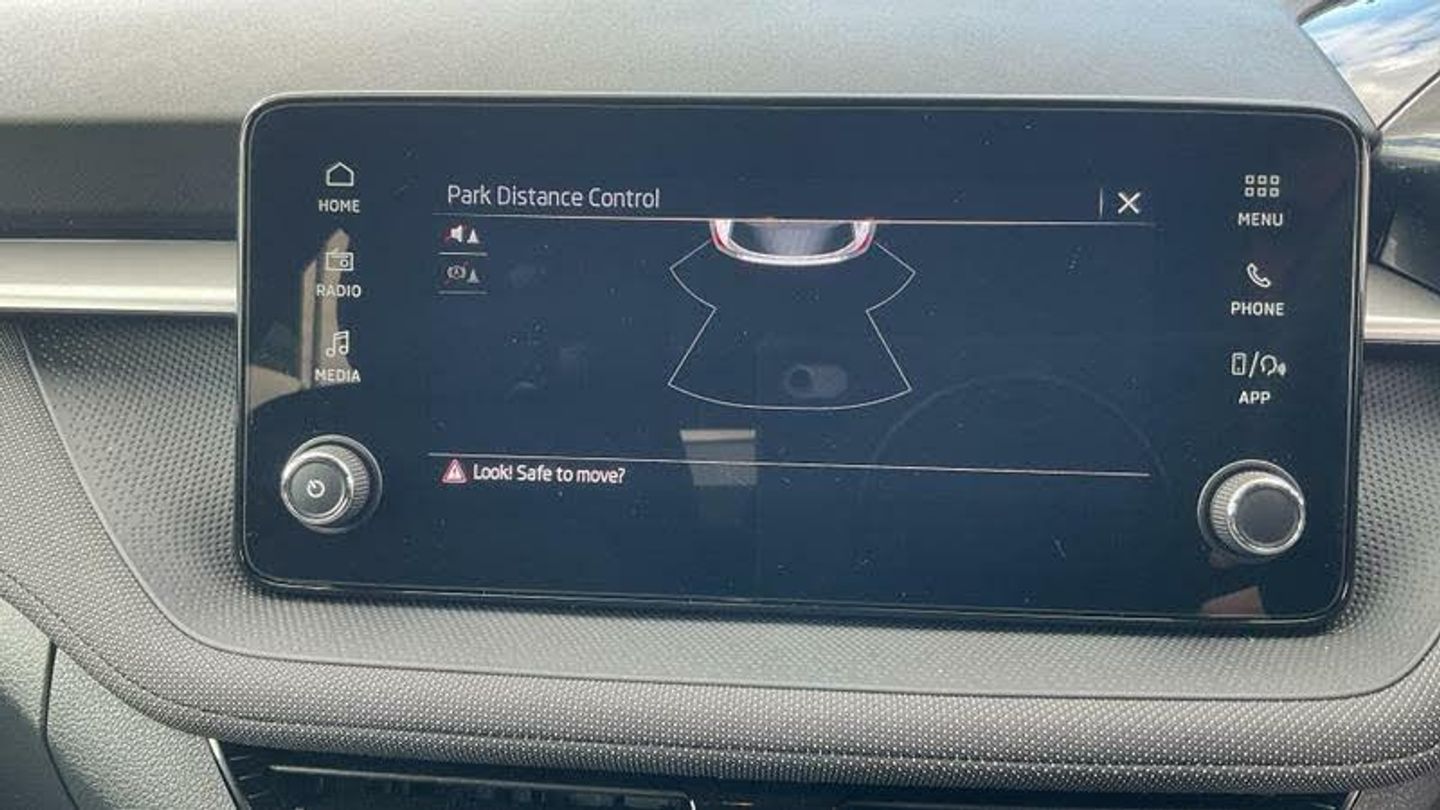 HOME
RADIO
MEDIA
Park Distance Control
Look! Safe to move?
MENU
PHONE
APP